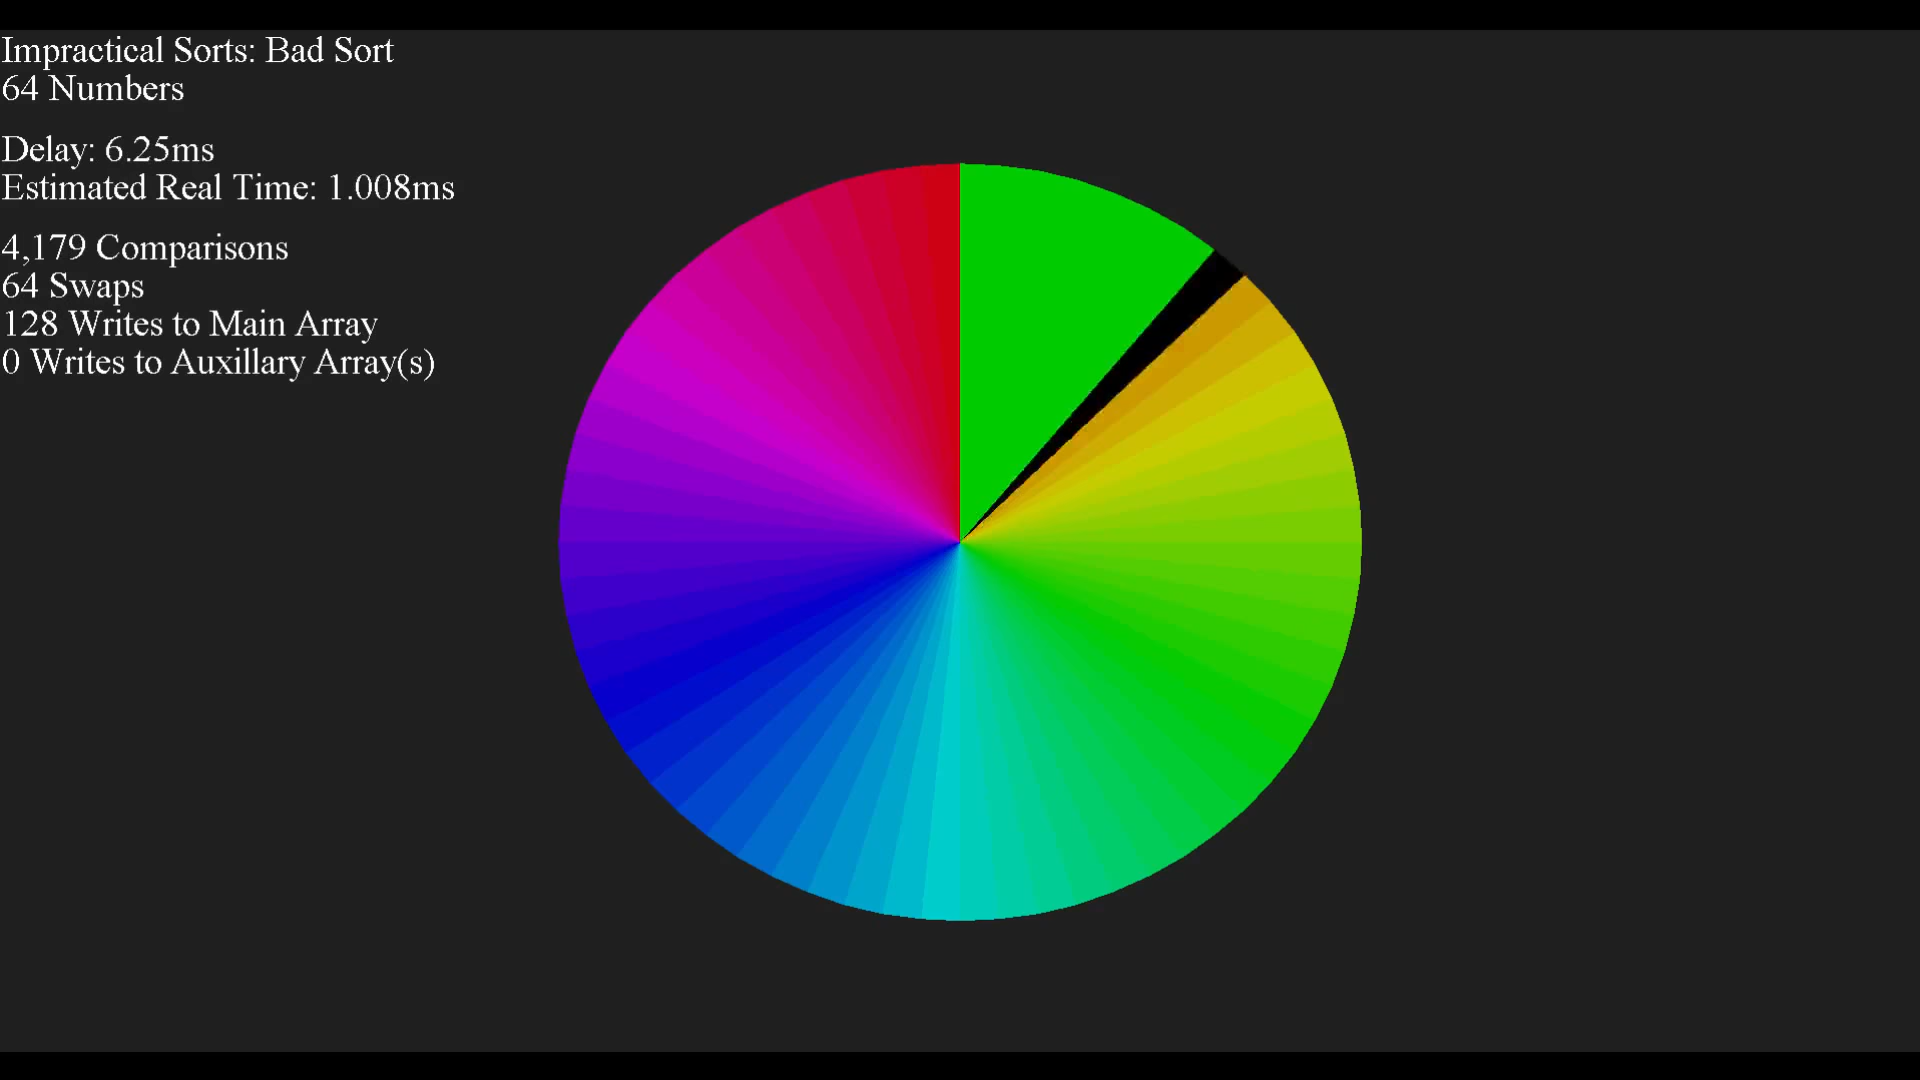 Impractical Sorts: Bad Sort
64 Numbers
Delay: 6.25ms
Estimated Real Time: 1.008ms
4,179 Comparisons
64 Swaps
128 Writes to Main Array
0 Writes to Auxillary Array(s)